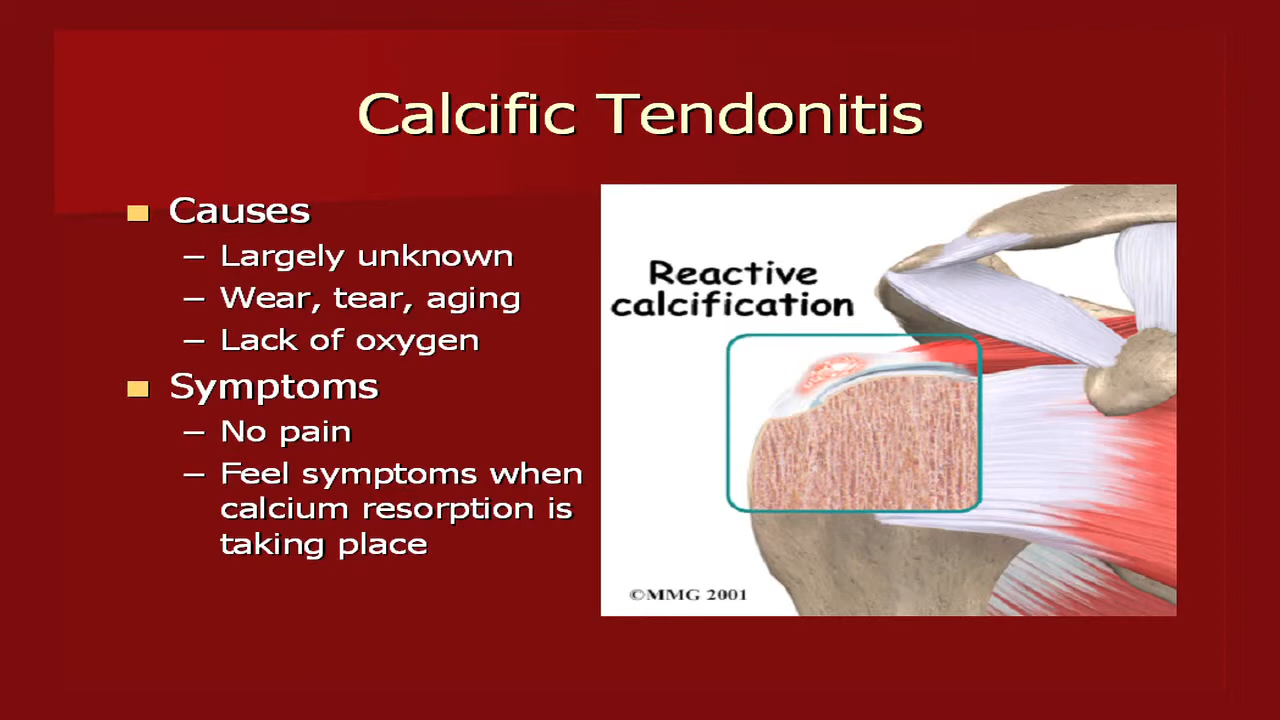 Calcific Tendonitis
Causes
– Largely unknown
– Wear, tear, aging
– Lack of oxygen
Symptoms
– No pain
– Feel symptoms when
calcium resorption is
taking place
Reactive
calcification
©MMG 2001